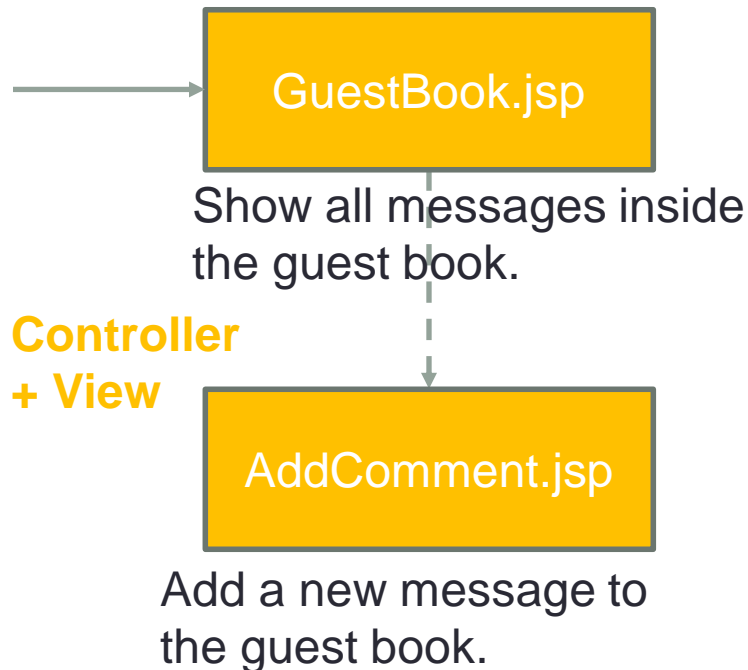 GuestBook.jsp
Show all messages inside
the guest book.
Controller
+ View
AddComment.jsp
Add a new message to
the guest book.